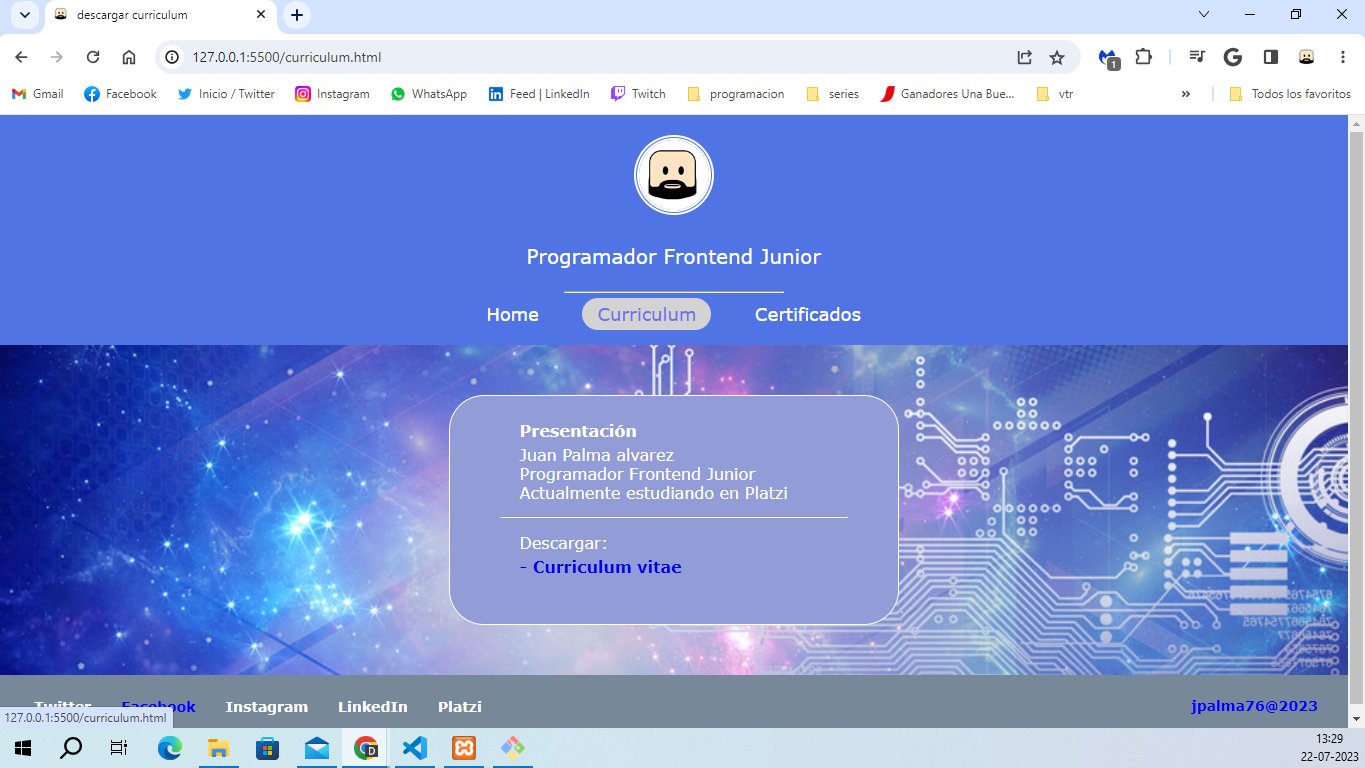 descargar curriculum
127.0.0.1:5500/curriculum.html
1
Gmail Facebook Inicio / Twitter Instagram WhatsApp Feed | LinkedIn Twitch programacion series Ganadores Una Bue... vtr » Todos los favoritos
Programador Frontend Junior
Home Curriculum Certificados
Presentación
Juan Palma alvarez
Programador Frontend Junior
Actualmente estudiando en Platzi
Descargar:
- Curriculum vitae
Twitter Facebook Instagram LinkedIn Platzi jpalma76@2023
127.0.0.1:5500/curriculum.html
13:29
22-07-2023